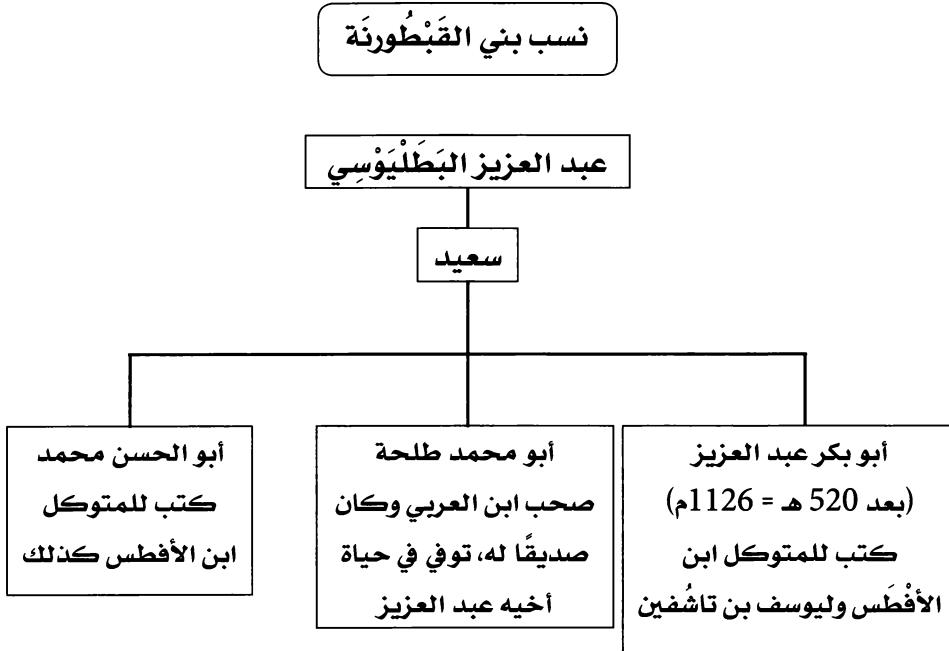 نسب بني القَبْطُورنَة
عبد العزيز البَطَلْيَوْسِي
سعيد
أبو بكر عبد العزيز
(بعد 520 هـ = 1126م)
كتب للمتوكل ابن
الأفْطَس وليوسف بن تاشُفين
أبو محمد طلحة
صحب ابن العربي وكان
صديقًا له، توفي في حياة
أخيه عبد العزيز
أبو الحسن محمد
كتب للمتوكل
ابن الأفطس كذلك